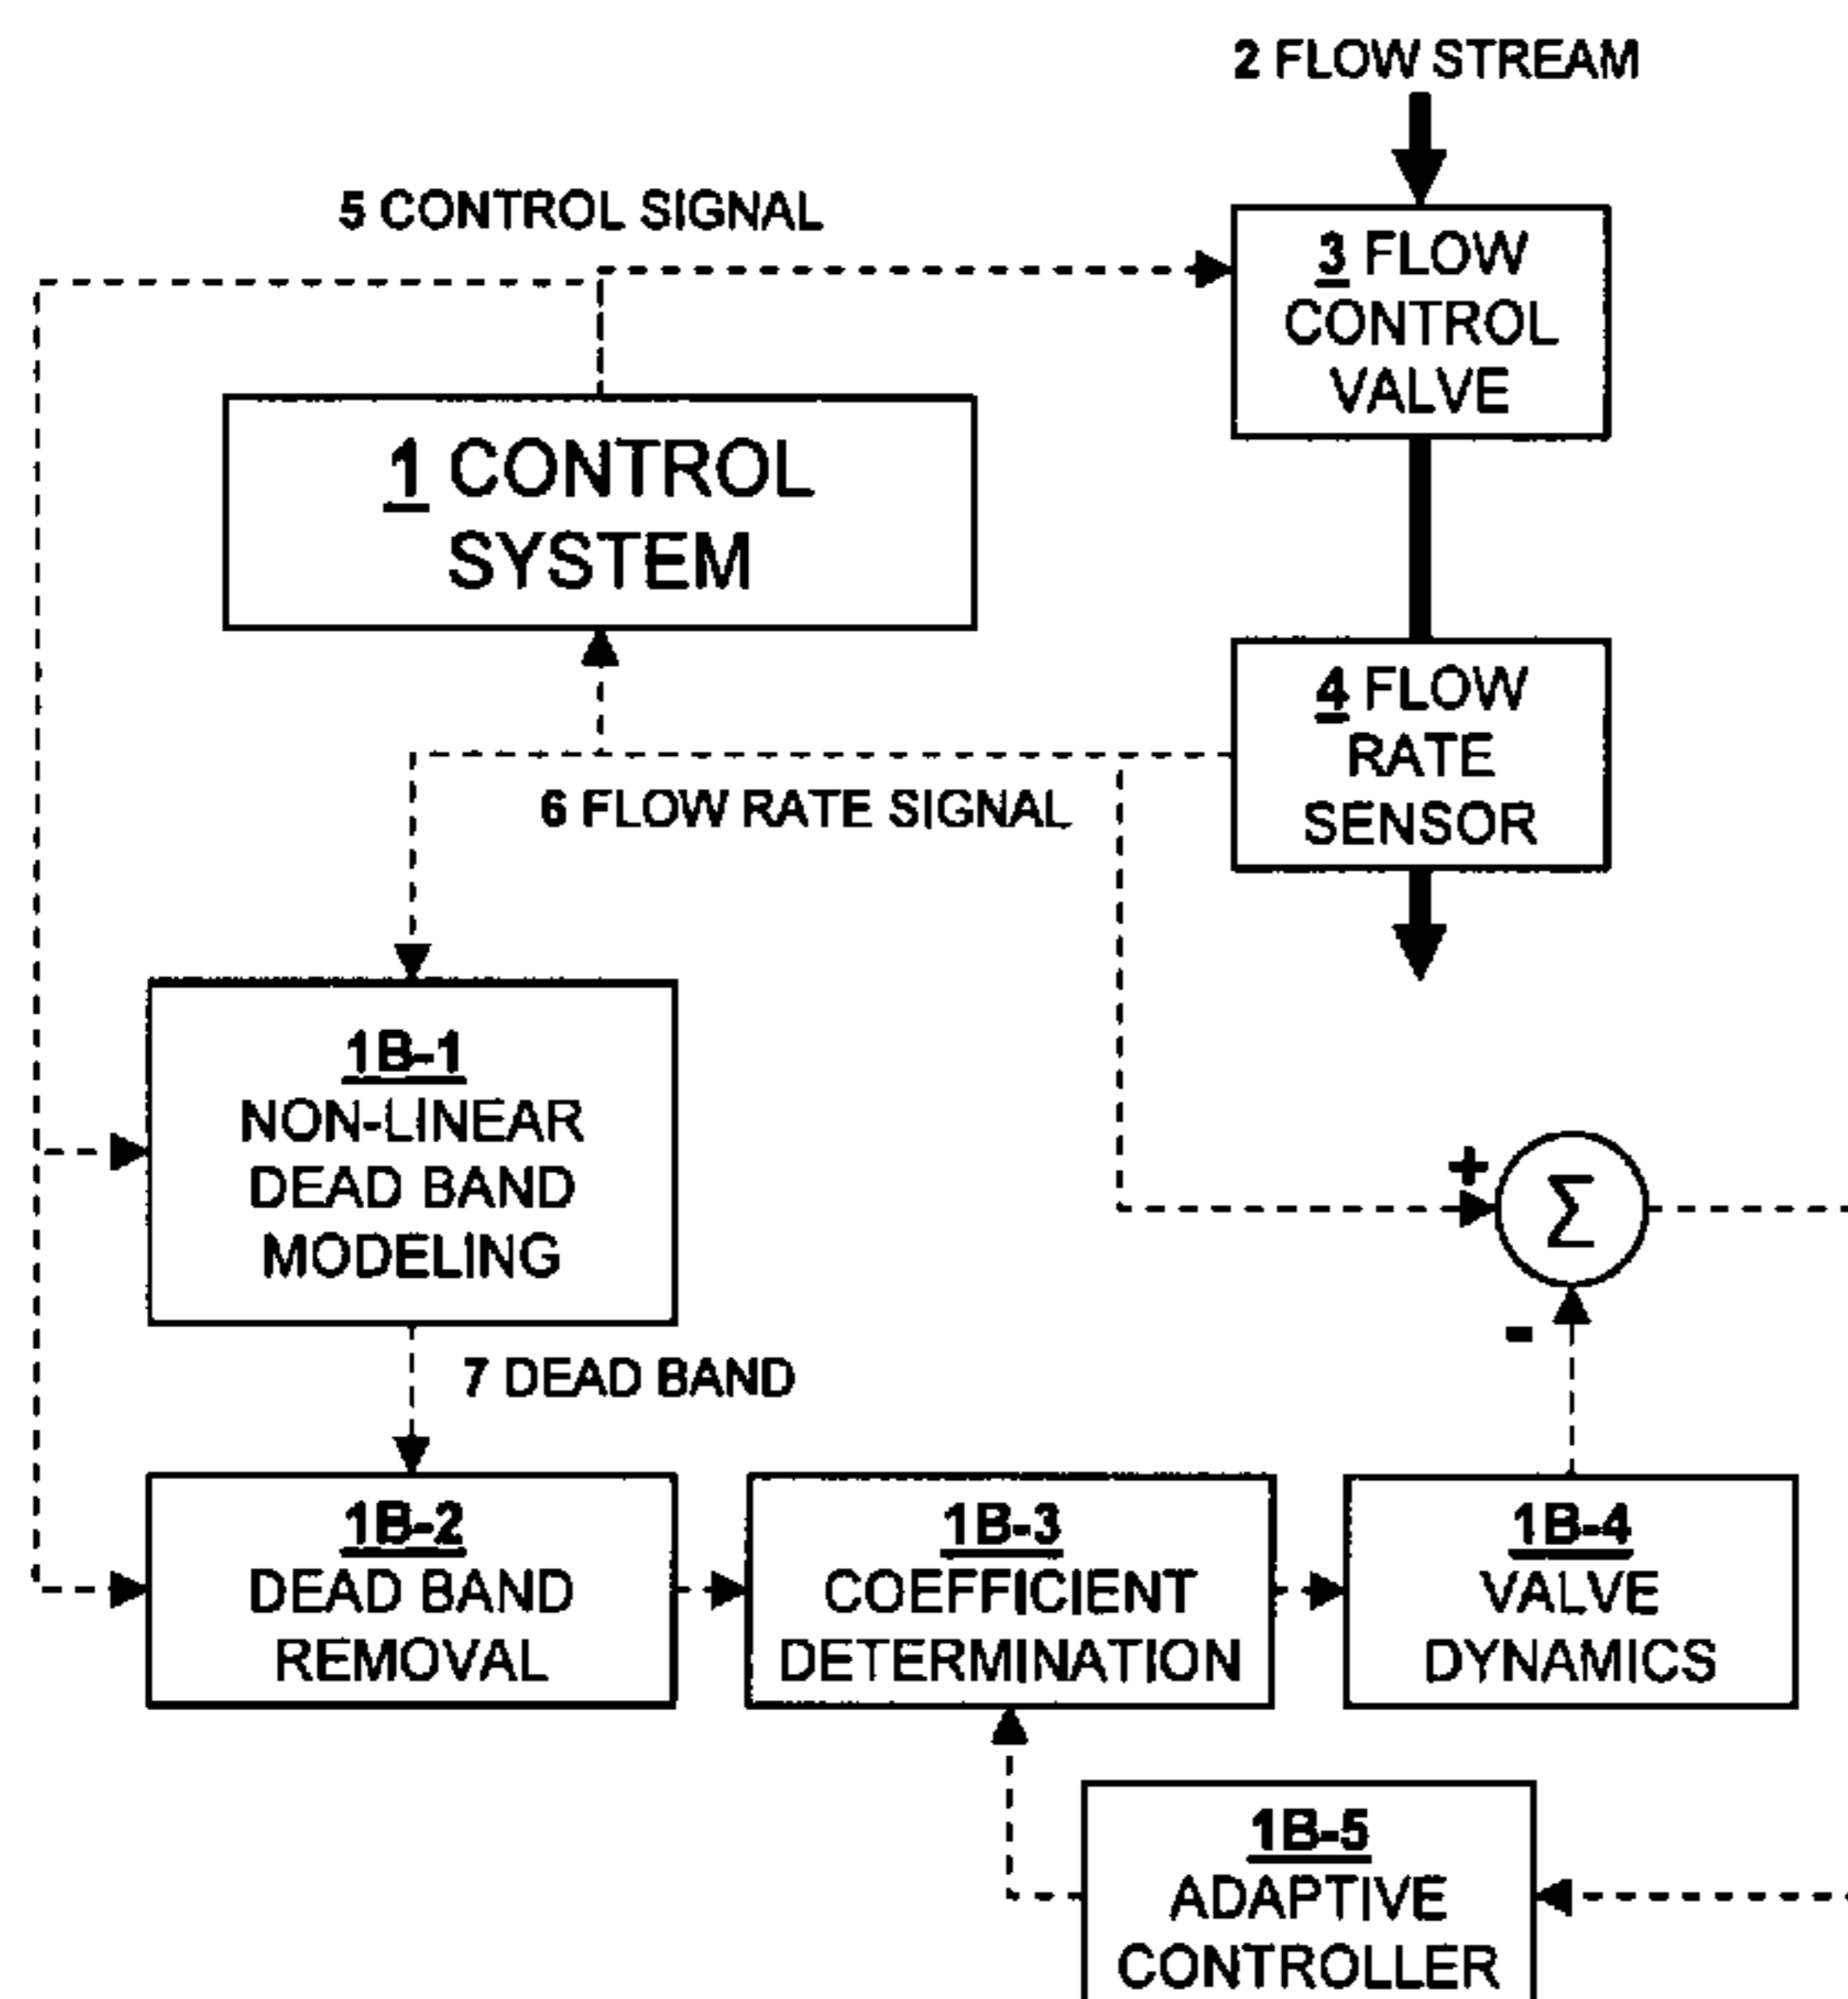 2 FLOW STREAM
5 CONTROL SIGNAL
3 FLOW
CONTROL
VALVE
1 CONTROL
SYSTEM
4 FLOW
RATE
SENSOR
6 FLOW RATE SIGNAL
1B-1
NON-LINEAR
DEAD BAND
MODELING
+
Σ
-
7 DEAD BAND
1B-2
DEAD BAND
REMOVAL
1B-3
COEFFICIENT
DETERMINATION
1B-4
VALVE
DYNAMICS
1B-5
ADAPTIVE
CONTROLLER